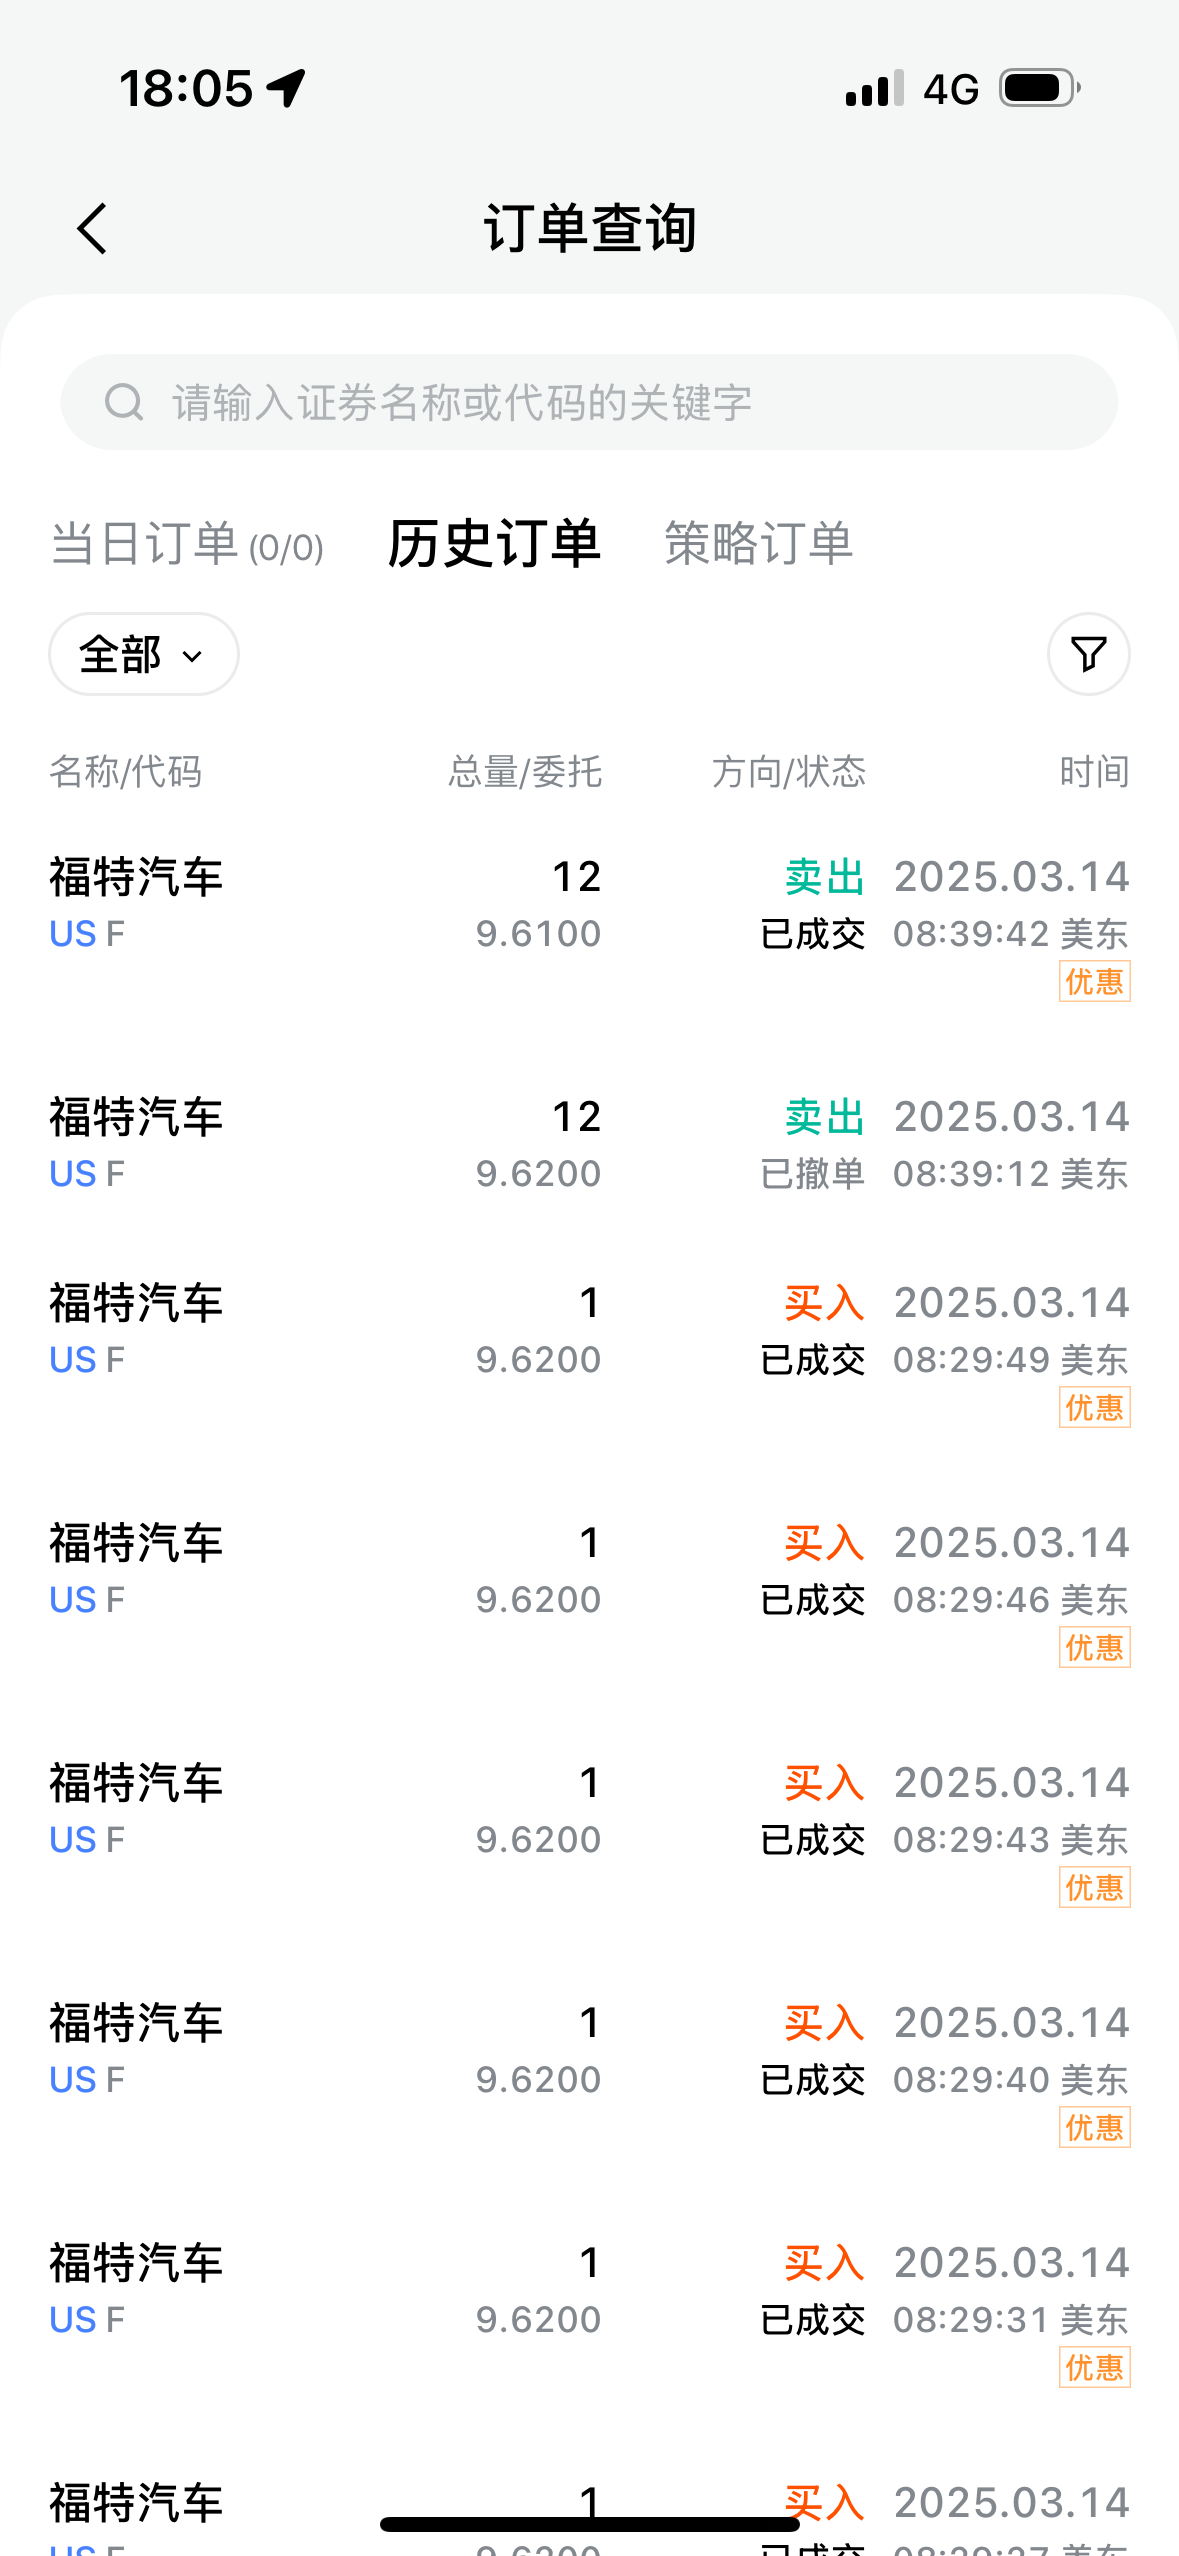 18:05 4G
订单查询
请输入证券名称或代码的关键字
当日订单 (0/0) 历史订单 策略订单
全部
名称/代码 总量/委托 方向/状态 时间
福特汽车 12 卖出 2025.03.14
US F 9.6100 已成交 08:39:42 美东
优惠
福特汽车 12 卖出 2025.03.14
US F 9.6200 已撤单 08:39:12 美东
福特汽车 1 买入 2025.03.14
US F 9.6200 已成交 08:29:49 美东
优惠
福特汽车 1 买入 2025.03.14
US F 9.6200 已成交 08:29:46 美东
优惠
福特汽车 1 买入 2025.03.14
US F 9.6200 已成交 08:29:43 美东
优惠
福特汽车 1 买入 2025.03.14
US F 9.6200 已成交 08:29:40 美东
优惠
福特汽车 1 买入 2025.03.14
US F 9.6200 已成交 08:29:31 美东
优惠
福特汽车 1 买入 2025.03.14